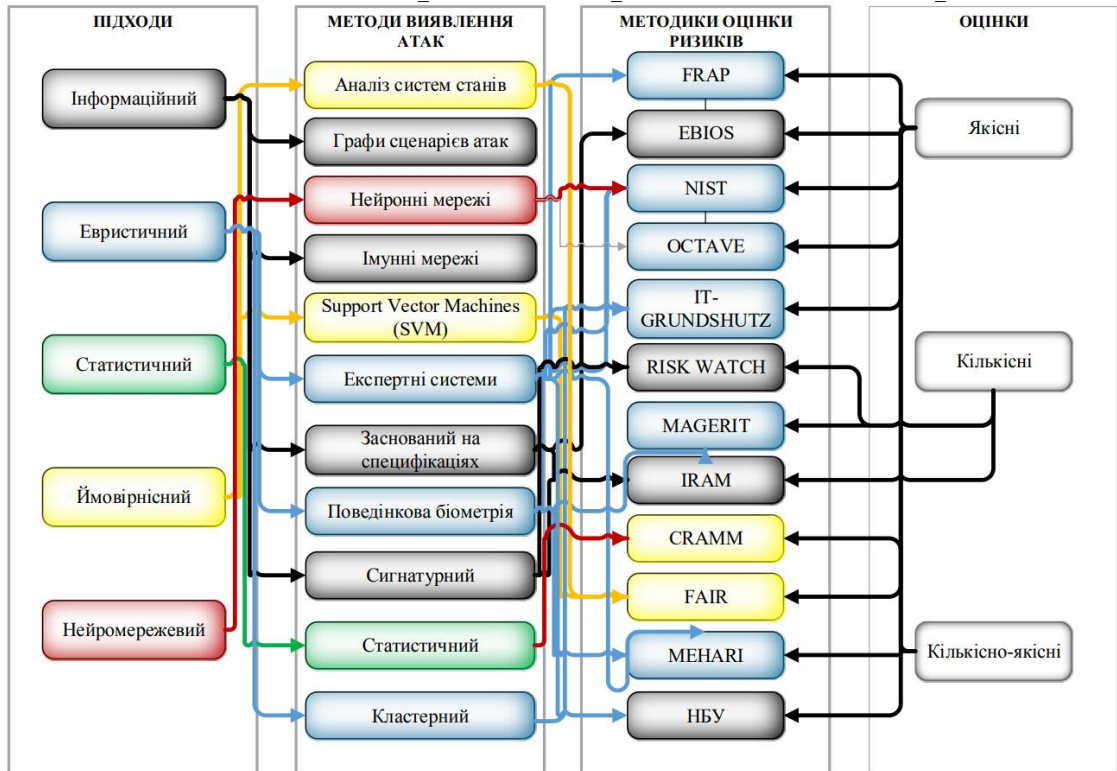 ПІДХОДИ
Інформаційний
Евристичний
Статистичний
Ймовірнісний
Нейромережевий
МЕТОДИ ВИЯВЛЕННЯ
АТАК
Аналіз систем станів
Графи сценаріїв атак
Нейронні мережі
Імунні мережі
Support Vector Machines
(SVM)
Експертні системи
Заснований на
специфікаціях
Поведінкова біометрія
Сигнатурний
Статистичний
Кластерний
МЕТОДИКИ ОЦІНКИ
РИЗИКІВ
FRAP
EBIOS
NIST
OCTAVE
IT-
GRUNDSHUTZ
RISK WATCH
MAGERIT
IRAM
CRAMM
FAIR
MEHARI
НБУ
ОЦІНКИ
Якісні
Кількісні
Кількісно-якісні